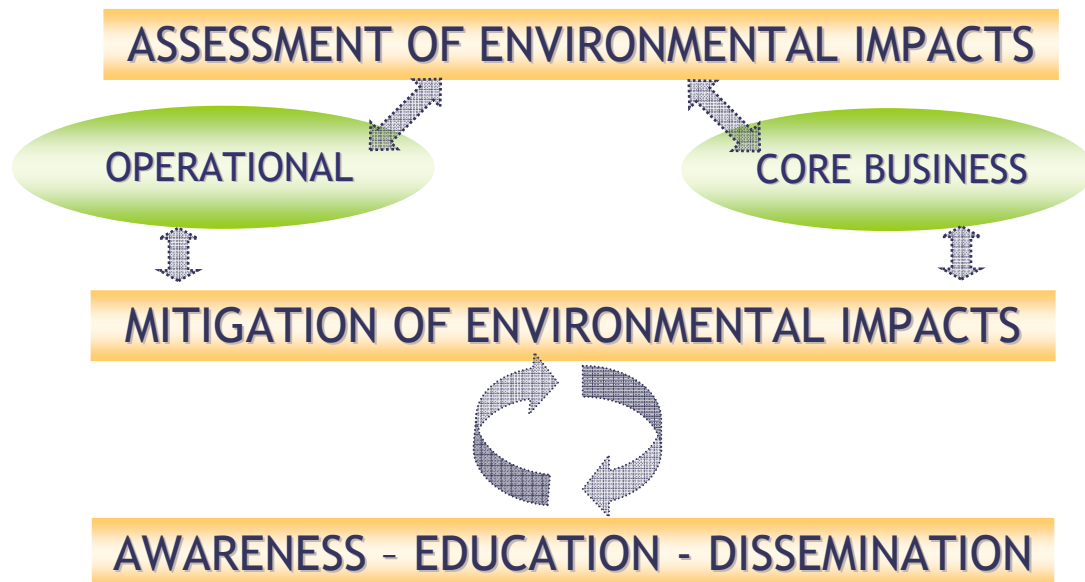 ASSESSMENT OF ENVIRONMENTAL IMPACTS
OPERATIONAL
CORE BUSINESS
MITIGATION OF ENVIRONMENTAL IMPACTS
AWARENESS – EDUCATION - DISSEMINATION